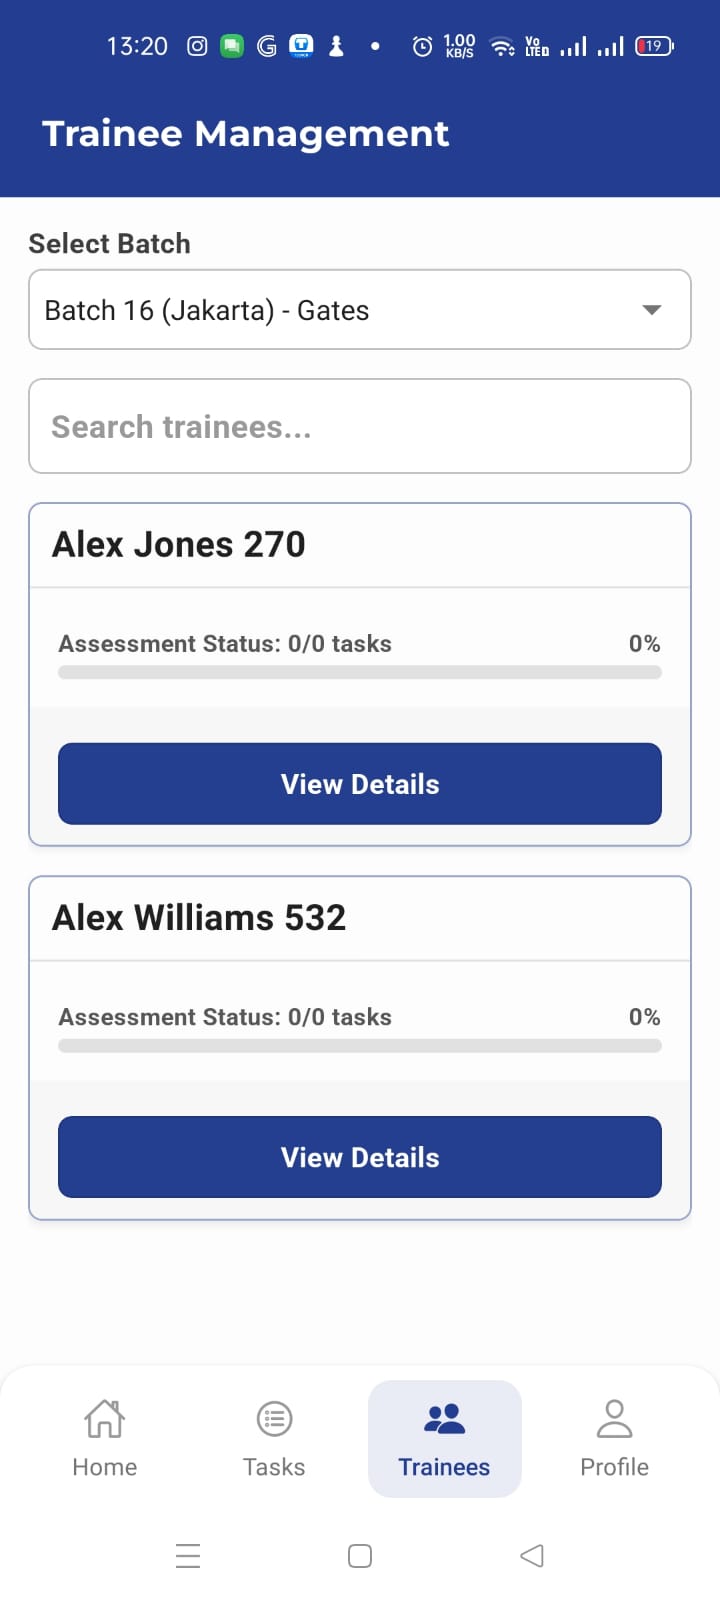 13:20 1.00 KB/S Vo LTE 19
Trainee Management
Select Batch
Batch 16 (Jakarta) - Gates
Search trainees...
Alex Jones 270
Assessment Status: 0/0 tasks 0%
View Details
Alex Williams 532
Assessment Status: 0/0 tasks 0%
View Details
Home Tasks Trainees Profile